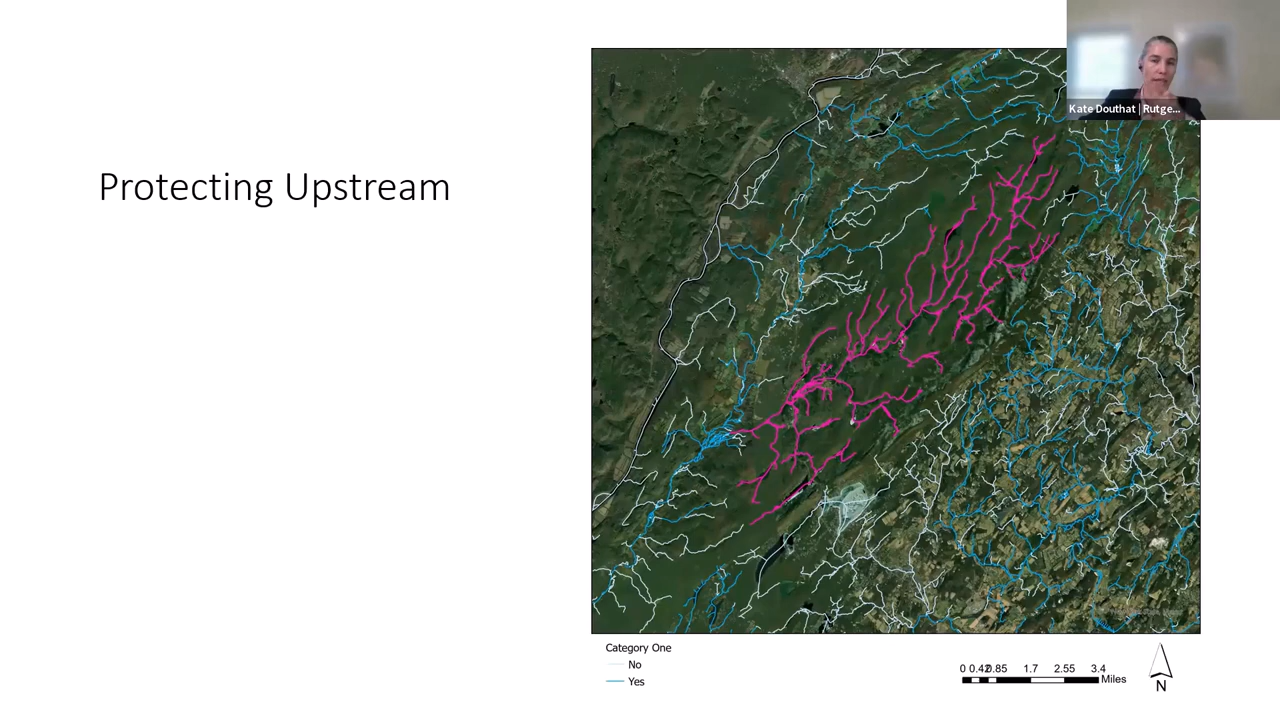 Kate Douthat | Rutge...
Protecting Upstream
Category One
No
Yes
0 0.42 0.85 1.7 2.55 3.4
Miles
N